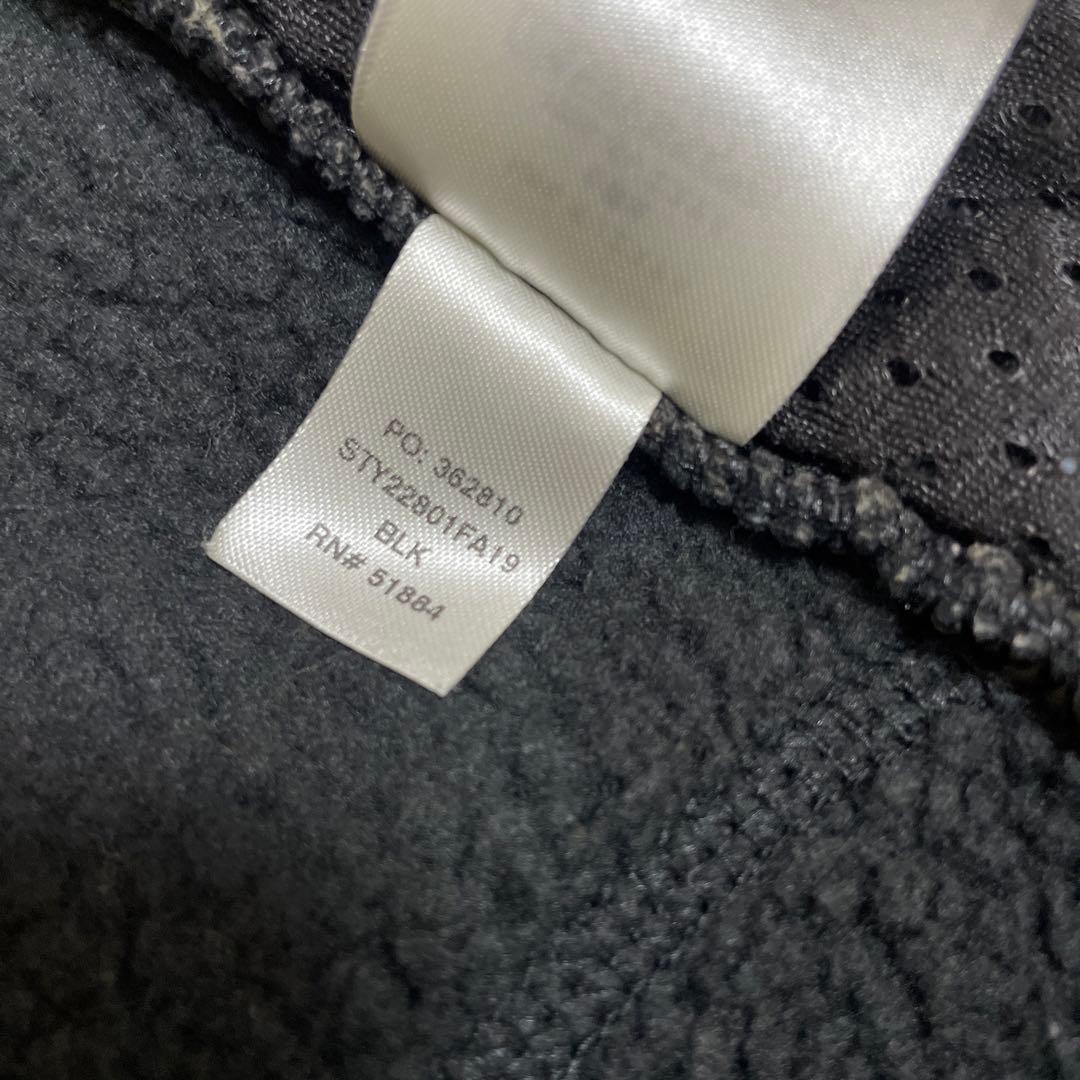 PO: 362810
STY22801FA19
BLK
RN# 51884